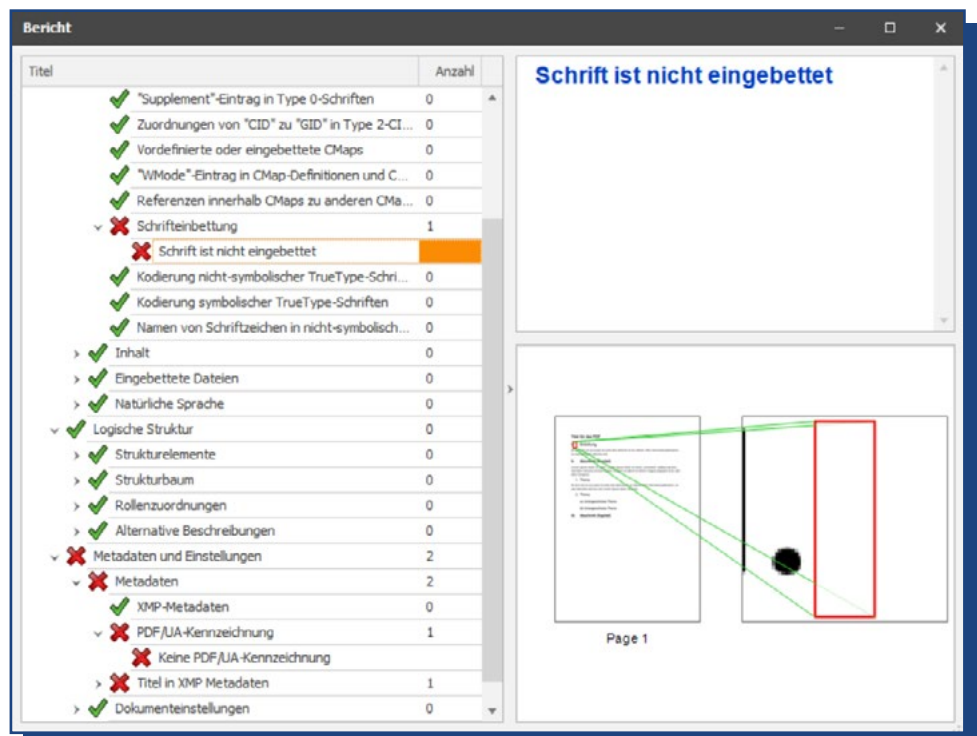 Bericht
Titel Anzahl
"Supplement"-Eintrag in Type 0-Schriften 0
Zuordnungen von "CID" zu "GID" in Type 2-CI... 0
Vordefinierte oder eingebettete CMaps 0
"WMode"-Eintrag in CMap-Definitionen und C... 0
Referenzen innerhalb CMaps zu anderen CMa... 0
Schrifteinbettung 1
Schrift ist nicht eingebettet
Kodierung nicht-symbolischer TrueType-Schri... 0
Kodierung symbolischer TrueType-Schriften 0
Namen von Schriftzeichen in nicht-symbolisch... 0
Inhalt 0
Eingebettete Dateien 0
Natürliche Sprache 0
Logische Struktur 0
Strukturelemente 0
Strukturbaum 0
Rollenzuordnungen 0
Alternative Beschreibungen 0
Metadaten und Einstellungen 2
Metadaten 2
XMP-Metadaten 0
PDF/UA-Kennzeichnung 1
Keine PDF/UA-Kennzeichnung
Titel in XMP Metadaten 1
Dokumenteinstellungen 0
Schrift ist nicht eingebettet
Page 1